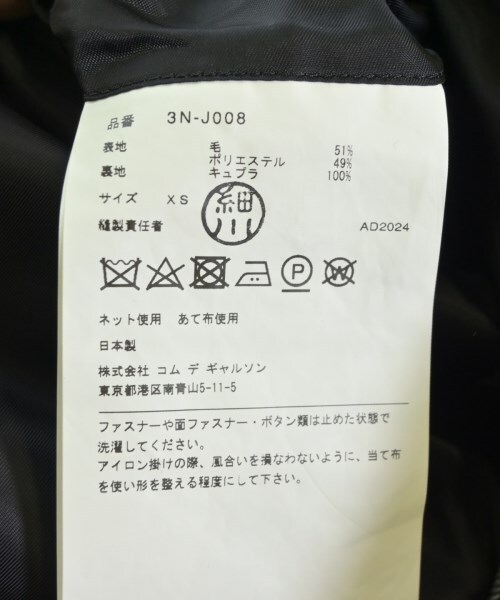 品番 3N-J008
表地 毛 51%
ポリエステル 49%
裏地 キュプラ 100%
サイズ XS
細川
縫製責任者 AD2024
P W
ネット使用 あて布使用
日本製
株式会社 コム デ ギャルソン
東京都港区南青山5-11-5
ファスナーや面ファスナー・ボタン類は止めた状態で
洗濯してください。
アイロン掛けの際、風合いを損なわないように、当て布
を使い形を整える程度にして下さい。